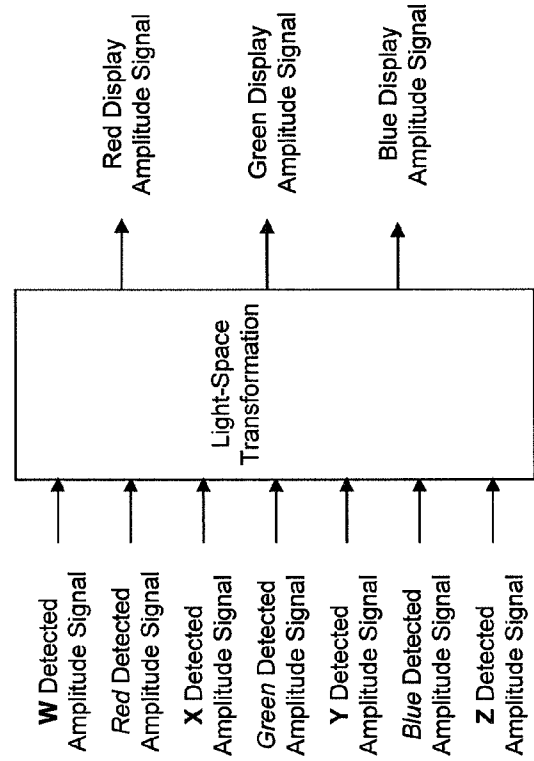 W Detected
Amplitude Signal
Red Detected
Amplitude Signal
X Detected
Amplitude Signal
Green Detected
Amplitude Signal
Y Detected
Amplitude Signal
Blue Detected
Amplitude Signal
Z Detected
Amplitude Signal
Light-Space
Transformation
Red Display
Amplitude Signal
Green Display
Amplitude Signal
Blue Display
Amplitude Signal